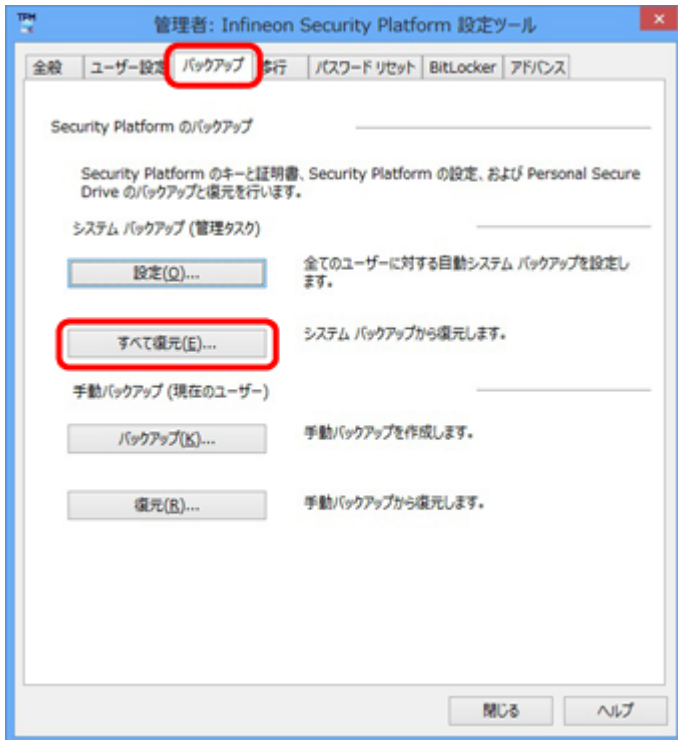 TPM
管理者: Infineon Security Platform 設定ツール
全般 ユーザー設定 バックアップ 移行 パスワード リセット BitLocker アドバンス
Security Platform のバックアップ
Security Platform のキーと証明書、Security Platform の設定、および Personal Secure
Drive のバックアップと復元を行います。
システム バックアップ (管理タスク)
設定(O)...
全てのユーザーに対する自動システム バックアップを設定し
ます。
すべて復元(E)...
システム バックアップから復元します。
手動バックアップ (現在のユーザー)
バックアップ(K)...
手動バックアップを作成します。
復元(R)...
手動バックアップから復元します。
閉じる ヘルプ